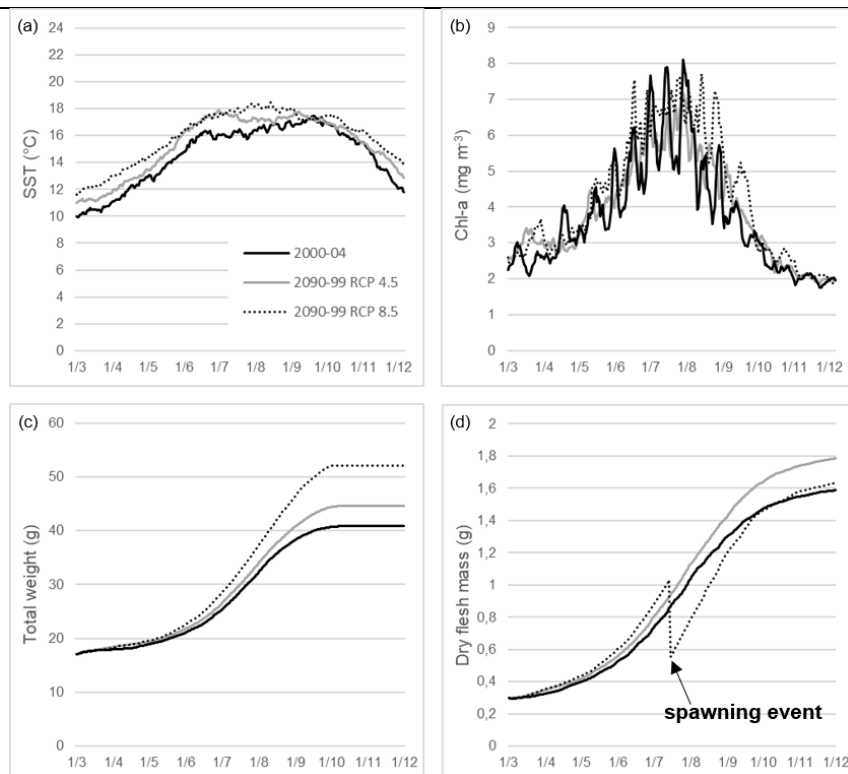 (a)
24
22
20
18
16
14
12
10
8
6
4
2
0
SST (°C)
2000-04
2090-99 RCP 4.5
2090-99 RCP 8.5
1/3 1/4 1/5 1/6 1/7 1/8 1/9 1/10 1/11 1/12
(b)
9
8
7
6
5
4
3
2
1
0
Chl-a (mg m-3)
1/3 1/4 1/5 1/6 1/7 1/8 1/9 1/10 1/11 1/12
(c)
60
50
40
30
20
10
0
Total weight (g)
1/3 1/4 1/5 1/6 1/7 1/8 1/9 1/10 1/11 1/12
(d)
2
1,8
1,6
1,4
1,2
1
0,8
0,6
0,4
0,2
0
Dry flesh mass (g)
spawning event
1/3 1/4 1/5 1/6 1/7 1/8 1/9 1/10 1/11 1/12